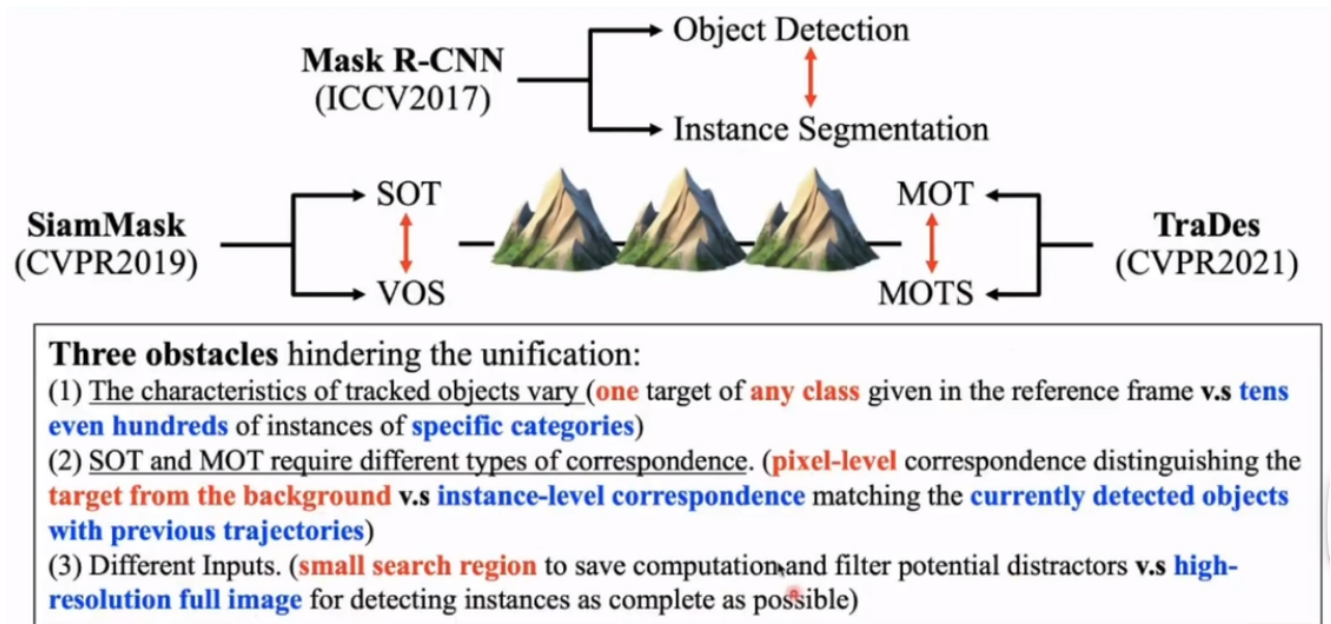 Mask R-CNN
(ICCV2017)
Object Detection
Instance Segmentation
SiamMask
(CVPR2019)
SOT
VOS
MOT
MOTS
TraDes
(CVPR2021)
Three obstacles hindering the unification:
(1) The characteristics of tracked objects vary (one target of any class given in the reference frame v.s tens
even hundreds of instances of specific categories)
(2) SOT and MOT require different types of correspondence. (pixel-level correspondence distinguishing the
target from the background v.s instance-level correspondence matching the currently detected objects
with previous trajectories)
(3) Different Inputs. (small search region to save computation and filter potential distractors v.s high-
resolution full image for detecting instances as complete as possible)